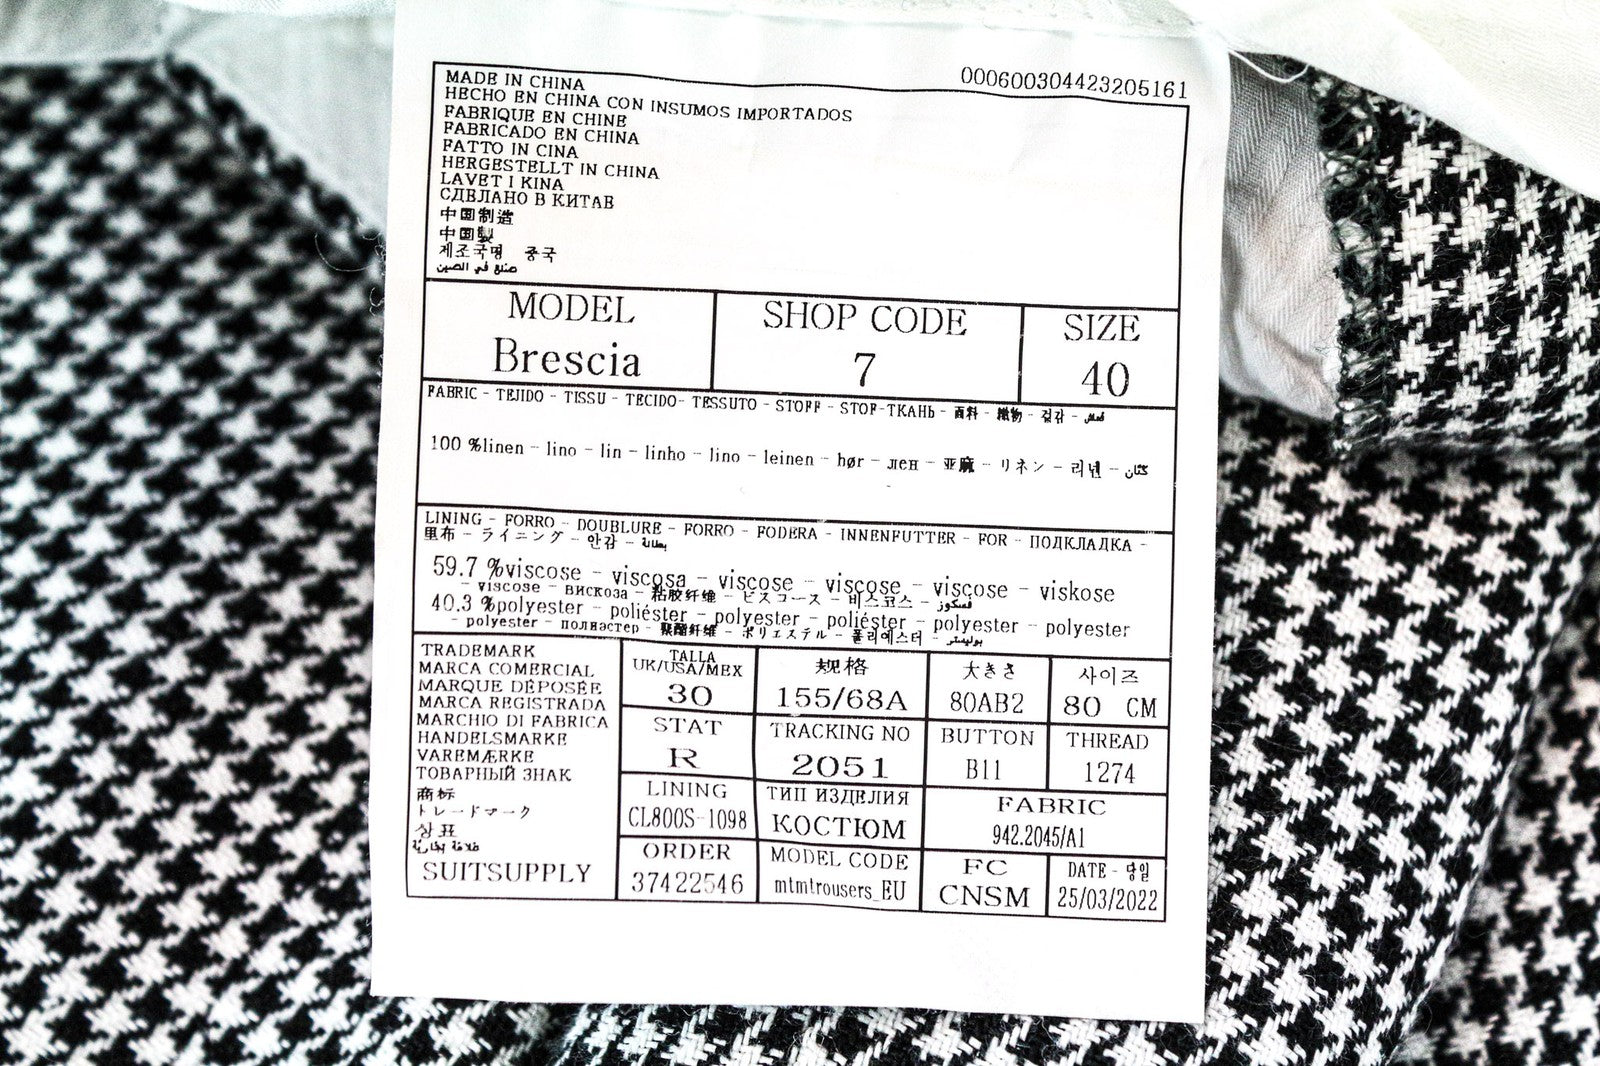 000600304423205161
MADE IN CHINA
HECHO EN CHINA CON INSUMOS IMPORTADOS
FABRIQUE EN CHINE
FABRICADO EN CHINA
FATTO IN CINA
HERGESTELLT IN CHINA
LAVET I KINA
СДЕЛАНО В КИТАЕ
中国制造
中国製
제조국명 중국
صنع في الصين
MODEL
Brescia
SHOP CODE
7
SIZE
40
FABRIC - TEJIDO - TISSU - TECIDO- TESSUTO - STOFF - STOF-ТКАНЬ - 面料 - 織物 - 겉감 - قماش
100 %linen - lino - lin - linho - lino - leinen - hør - лен - 亚麻 - リネン - 리넨 - كتان
LINING - FORRO - DOUBLURE - FORRO - FODERA - INNENFUTTER - FOR - ПОДКЛАДКА -
里布 - ライニング - 안감 - بطانة
59.7 %viscose - viscosa - viscose - viscose - viscose - viskose
- viscose - вискоза - 粘胶纤维 - ビスコース - 비스코스 - فسكوز
40.3 %polyester - poliéster - polyester - poliéster - polyester - polyester
- polyester - полиэстер - 聚酯纤维 - ポリエステル - 폴리에스터 - بوليستر
TRADEMARK
MARCA COMERCIAL
MARQUE DÉPOSÉE
MARCA REGISTRADA
MARCHIO DI FABRICA
HANDELSMARKE
VAREMÆRKE
ТОВАРНЫЙ ЗНАК
商标
トレードマーク
상표
علامة تجارية
SUITSUPPLY
TALLA
UK/USA/MEX
30
规格
155/68A
大きさ
80AB2
사이즈
80 CM
STAT
R
TRACKING NO
2051
BUTTON
B11
THREAD
1274
LINING
CL800S-1098
ТИП ИЗДЕЛИЯ
КОСТЮМ
FABRIC
942.2045/A1
ORDER
37422546
MODEL CODE
mtmtrousers_EU
FC
CNSM
DATE - 당일
25/03/2022